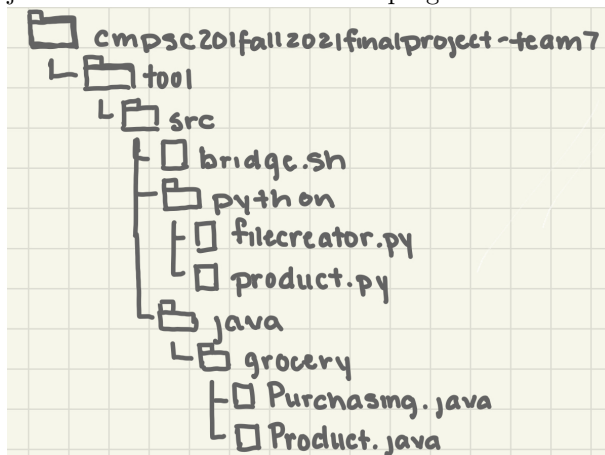 cmpsc201fall2021finalproject-team7
tool
src
bridge.sh
python
filecreator.py
product.py
java
grocery
Purchasing.java
Product.java